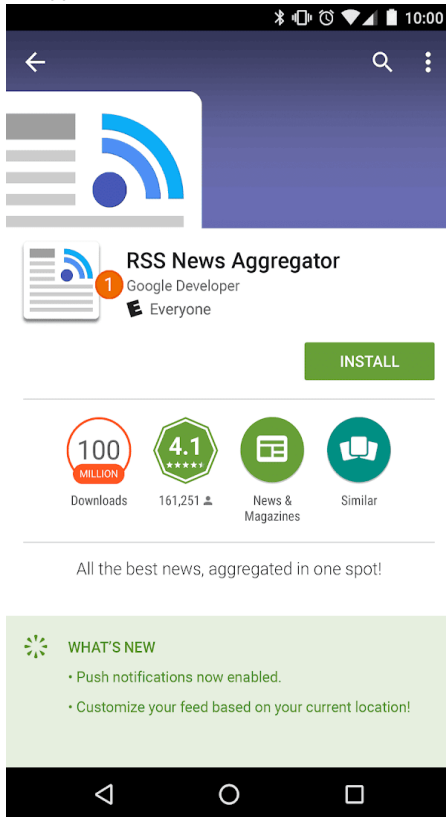 10:00
RSS News Aggregator
1
Google Developer
E Everyone
INSTALL
100
MILLION
Downloads
4.1
161,251
News &
Magazines
Similar
All the best news, aggregated in one spot!
WHAT'S NEW
• Push notifications now enabled.
• Customize your feed based on your current location!